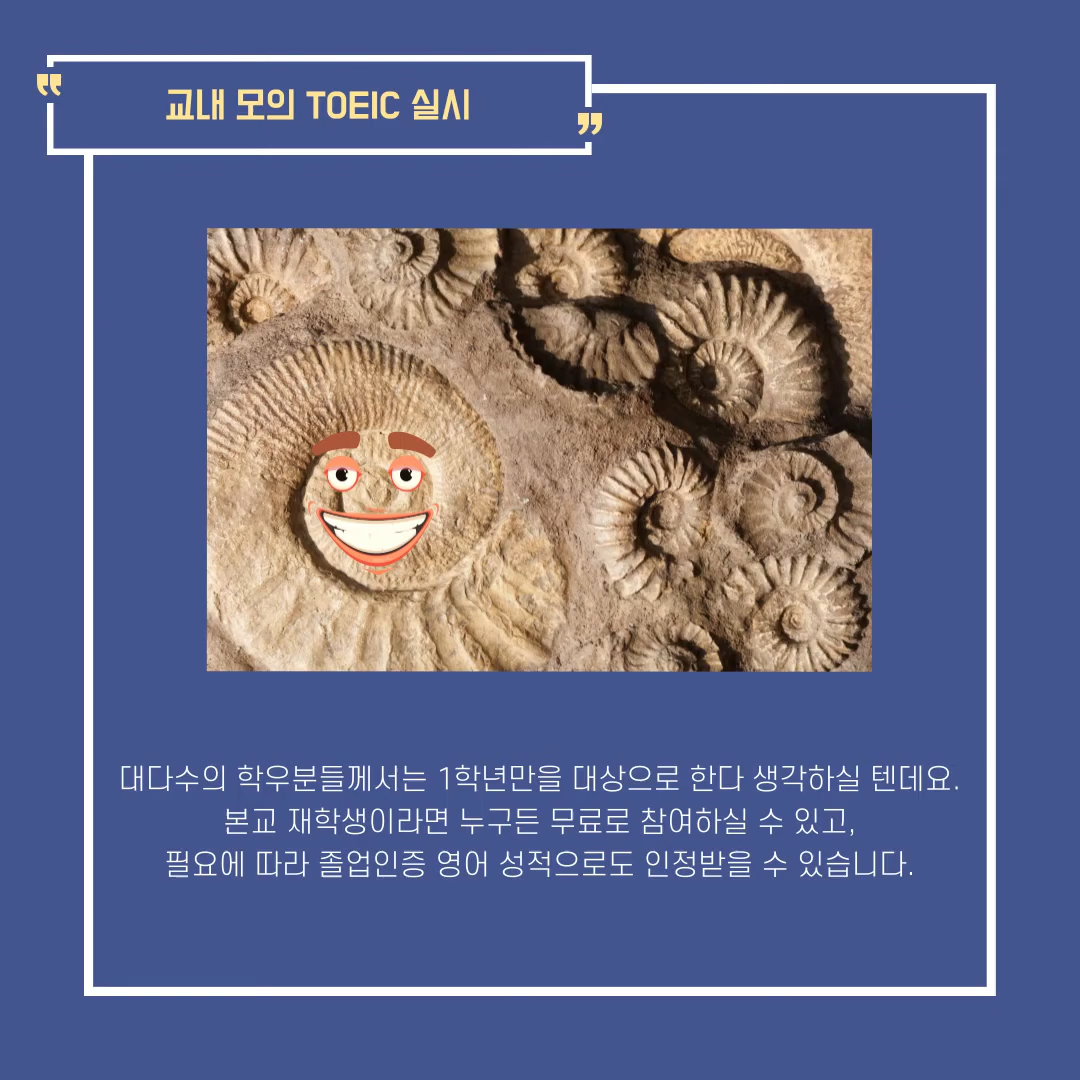 교내 모의 TOEIC 실시
대다수의 학우분들께서는 1학년만을 대상으로 한다 생각하실 텐데요.
본교 재학생이라면 누구든 무료로 참여하실 수 있고,
필요에 따라 졸업인증 영어 성적으로도 인정받을 수 있습니다.